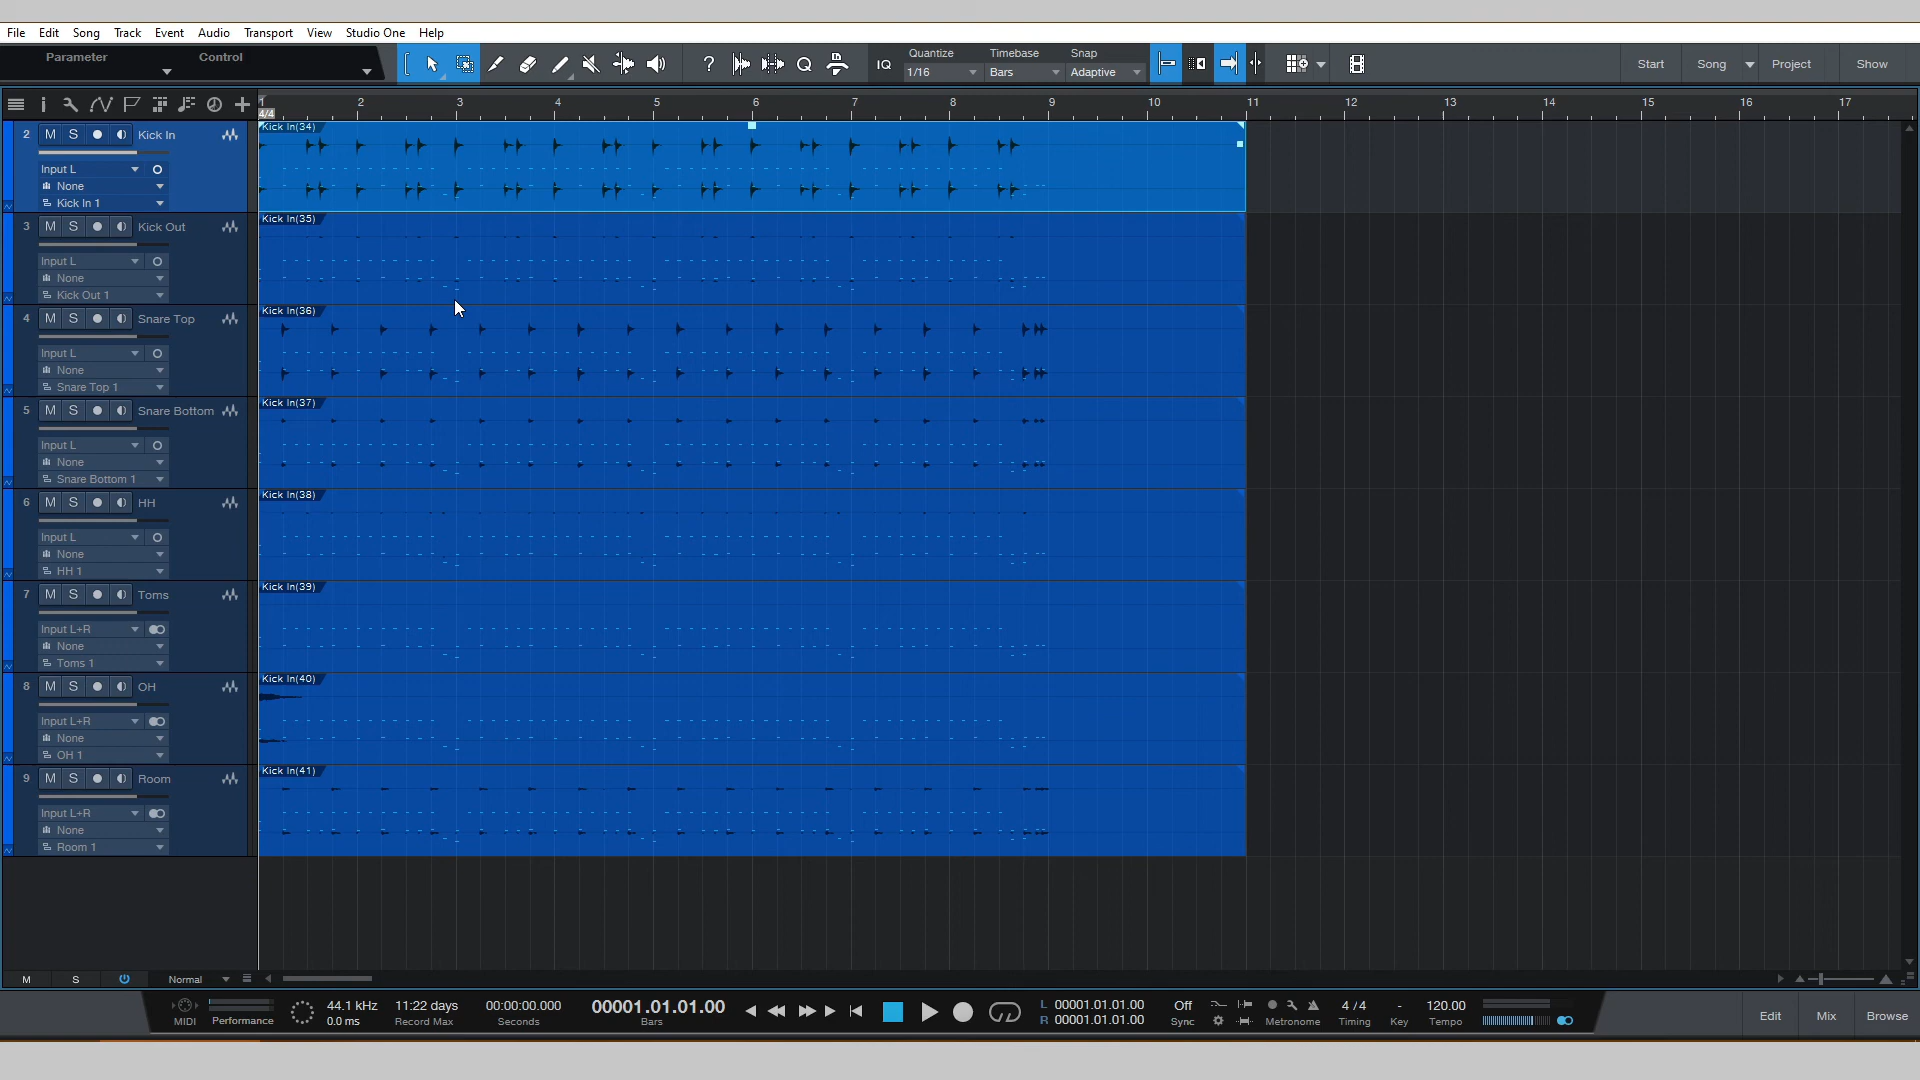 File Edit Song Track Event Audio Transport View Studio One Help
Parameter Control
IQ Quantize 1/16 Timebase Bars Snap Adaptive
Start Song Project Show
1 2 3 4 5 6 7 8 9 10 11 12 13 14 15 16 17
4/4
2 M S Kick In
Input L
None
Kick In 1
Kick In(34)
3 M S Kick Out
Input L
None
Kick Out 1
Kick In(35)
4 M S Snare Top
Input L
None
Snare Top 1
Kick In(36)
5 M S Snare Bottom
Input L
None
Snare Bottom 1
Kick In(37)
6 M S HH
Input L
None
HH 1
Kick In(38)
7 M S Toms
Input L+R
None
Toms 1
Kick In(39)
8 M S OH
Input L+R
None
OH 1
Kick In(40)
9 M S Room
Input L+R
None
Room 1
Kick In(41)
M S Normal
MIDI Performance
44.1 kHz
0.0 ms
11:22 days
Record Max
00:00:00.000
Seconds
00001.01.01.00
Bars
L 00001.01.01.00
R 00001.01.01.00
Off
Sync
Metronome
4 / 4
Timing
-
Key
120.00
Tempo
Edit Mix Browse